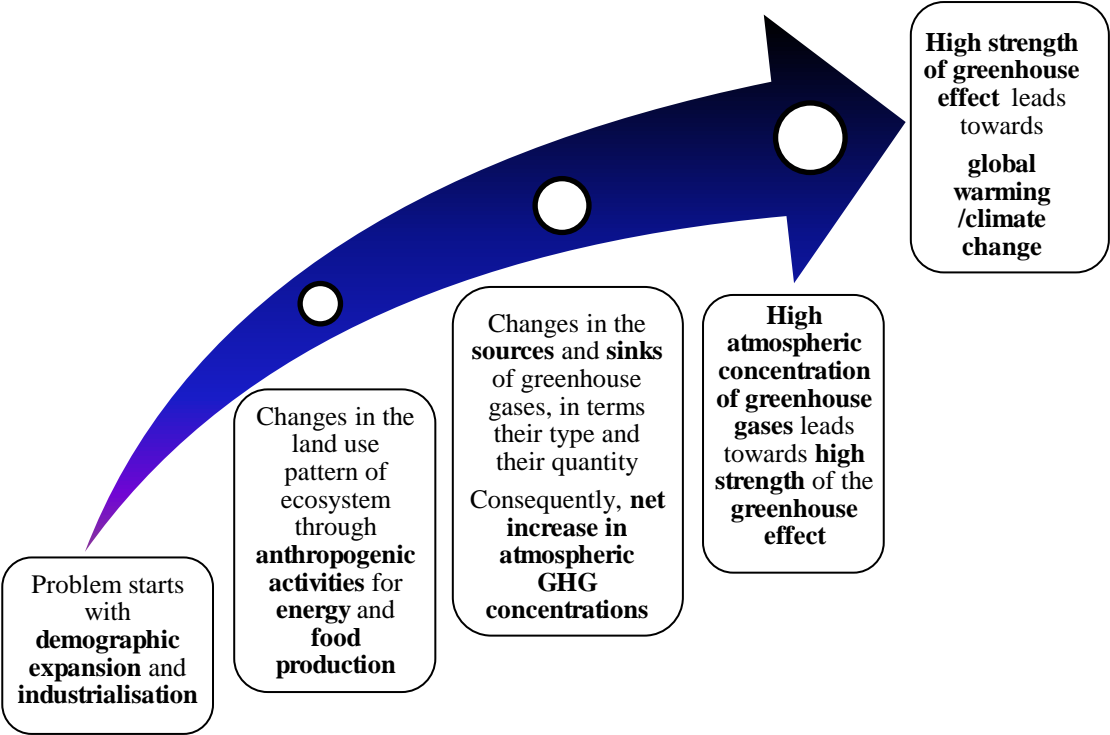 Problem starts
with
demographic
expansion and
industrialisation
Changes in the
land use
pattern of
ecosystem
through
anthropogenic
activities for
energy and
food
production
Changes in the
sources and sinks
of greenhouse
gases, in terms
their type and
their quantity
Consequently, net
increase in
atmospheric
GHG
concentrations
High
atmospheric
concentration
of greenhouse
gases leads
towards high
strength of the
greenhouse
effect
High strength
of greenhouse
effect leads
towards
global
warming
/climate
change